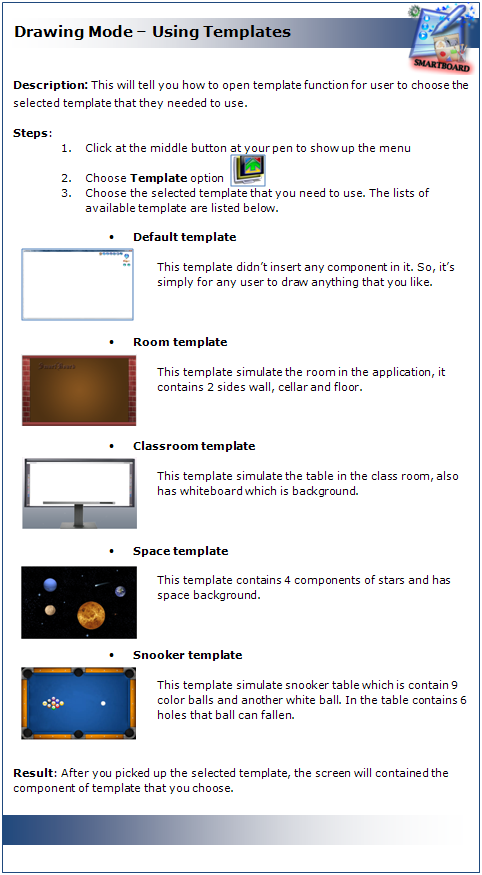 Drawing Mode – Using Templates
SMARTBOARD
Description: This will tell you how to open template function for user to choose the
selected template that they needed to use.
Steps:
1. Click at the middle button at your pen to show up the menu
2. Choose Template option
3. Choose the selected template that you need to use. The lists of
available template are listed below.
• Default template
This template didn’t insert any component in it. So, it’s
simply for any user to draw anything that you like.
• Room template
This template simulate the room in the application, it
contains 2 sides wall, cellar and floor.
• Classroom template
This template simulate the table in the class room, also
has whiteboard which is background.
• Space template
This template contains 4 components of stars and has
space background.
• Snooker template
This template simulate snooker table which is contain 9
color balls and another white ball. In the table contains 6
holes that ball can fallen.
Result: After you picked up the selected template, the screen will contained the
component of template that you choose.